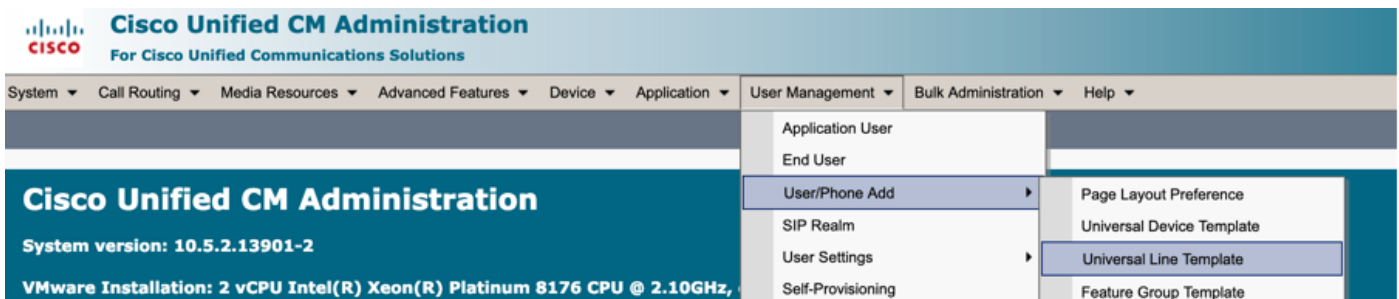 CISCO
Cisco Unified CM Administration
For Cisco Unified Communications Solutions
System Call Routing Media Resources Advanced Features Device Application User Management Bulk Administration Help
Application User
End User
User/Phone Add
SIP Realm
User Settings
Self-Provisioning
Page Layout Preference
Universal Device Template
Universal Line Template
Feature Group Template
Cisco Unified CM Administration
System version: 10.5.2.13901-2
VMware Installation: 2 vCPU Intel(R) Xeon(R) Platinum 8176 CPU @ 2.10GHz,